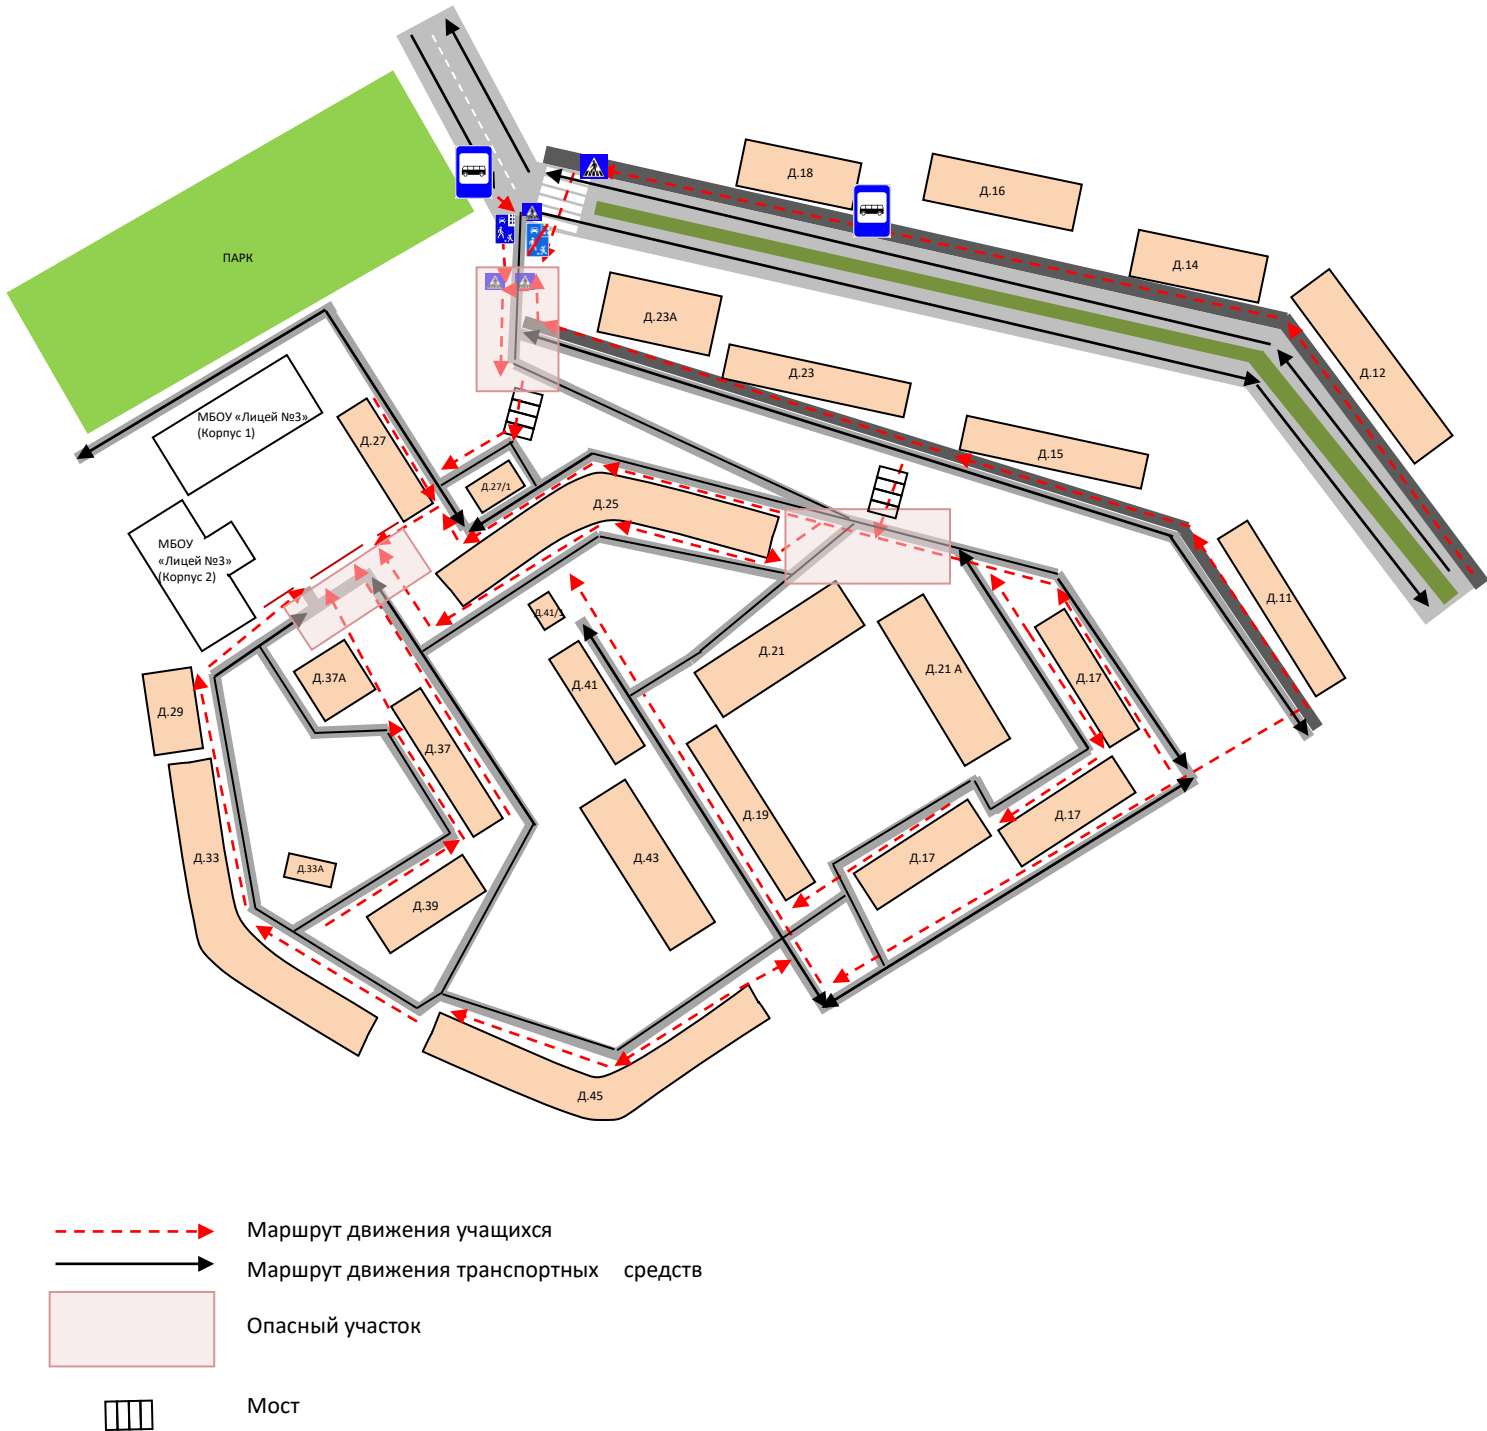 Д.18
Д.16
Д.14
ПАРК
Д.23А
Д.12
Д.23
МБОУ «Лицей №3»
(Корпус 1)
Д.27
Д.15
Д.27/1
Д.25
МБОУ
«Лицей №3»
(Корпус 2)
Д.11
Д.41/1
Д.21
Д.21 А
Д.17
Д.37А
Д.41
Д.29
Д.37
Д.19
Д.17
Д.33
Д.43
Д.17
Д.33А
Д.39
Д.45
Маршрут движения учащихся
Маршрут движения транспортных средств
Опасный участок
Мост